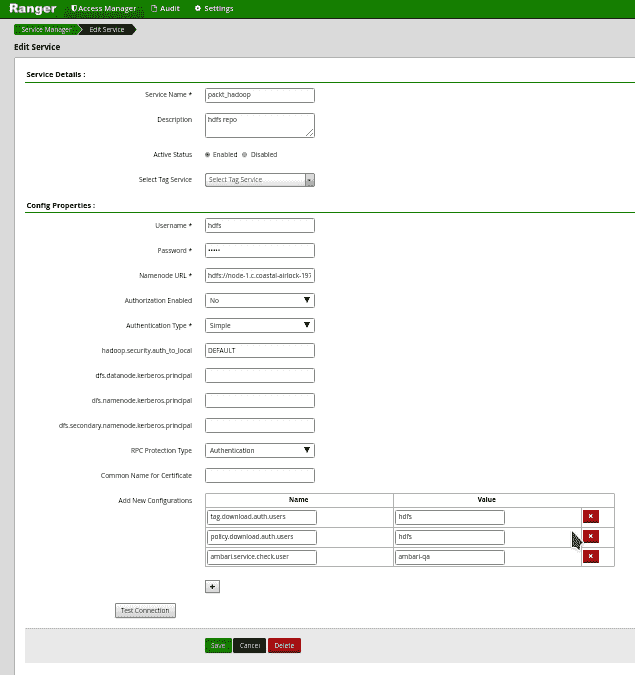 Ranger Access Manager Audit Settings
Service Manager Edit Service
Edit Service
Service Details :
Service Name * packt_hadoop
Description hdfs repo
Active Status Enabled Disabled
Select Tag Service Select Tag Service
Config Properties :
Username * hdfs
Password * •••••
Namenode URL * hdfs://node-1.c.coastal-airlock-197
Authorization Enabled No
Authentication Type * Simple
hadoop.security.auth_to_local DEFAULT
dfs.datanode.kerberos.principal
dfs.namenode.kerberos.principal
dfs.secondary.namenode.kerberos.principal
RPC Protection Type Authentication
Common Name for Certificate
Add New Configurations Name Value
tag.download.auth.users hdfs x
policy.download.auth.users hdfs x
ambari.service.check.user ambari-qa x
+
Test Connection
Save Cancel Delete